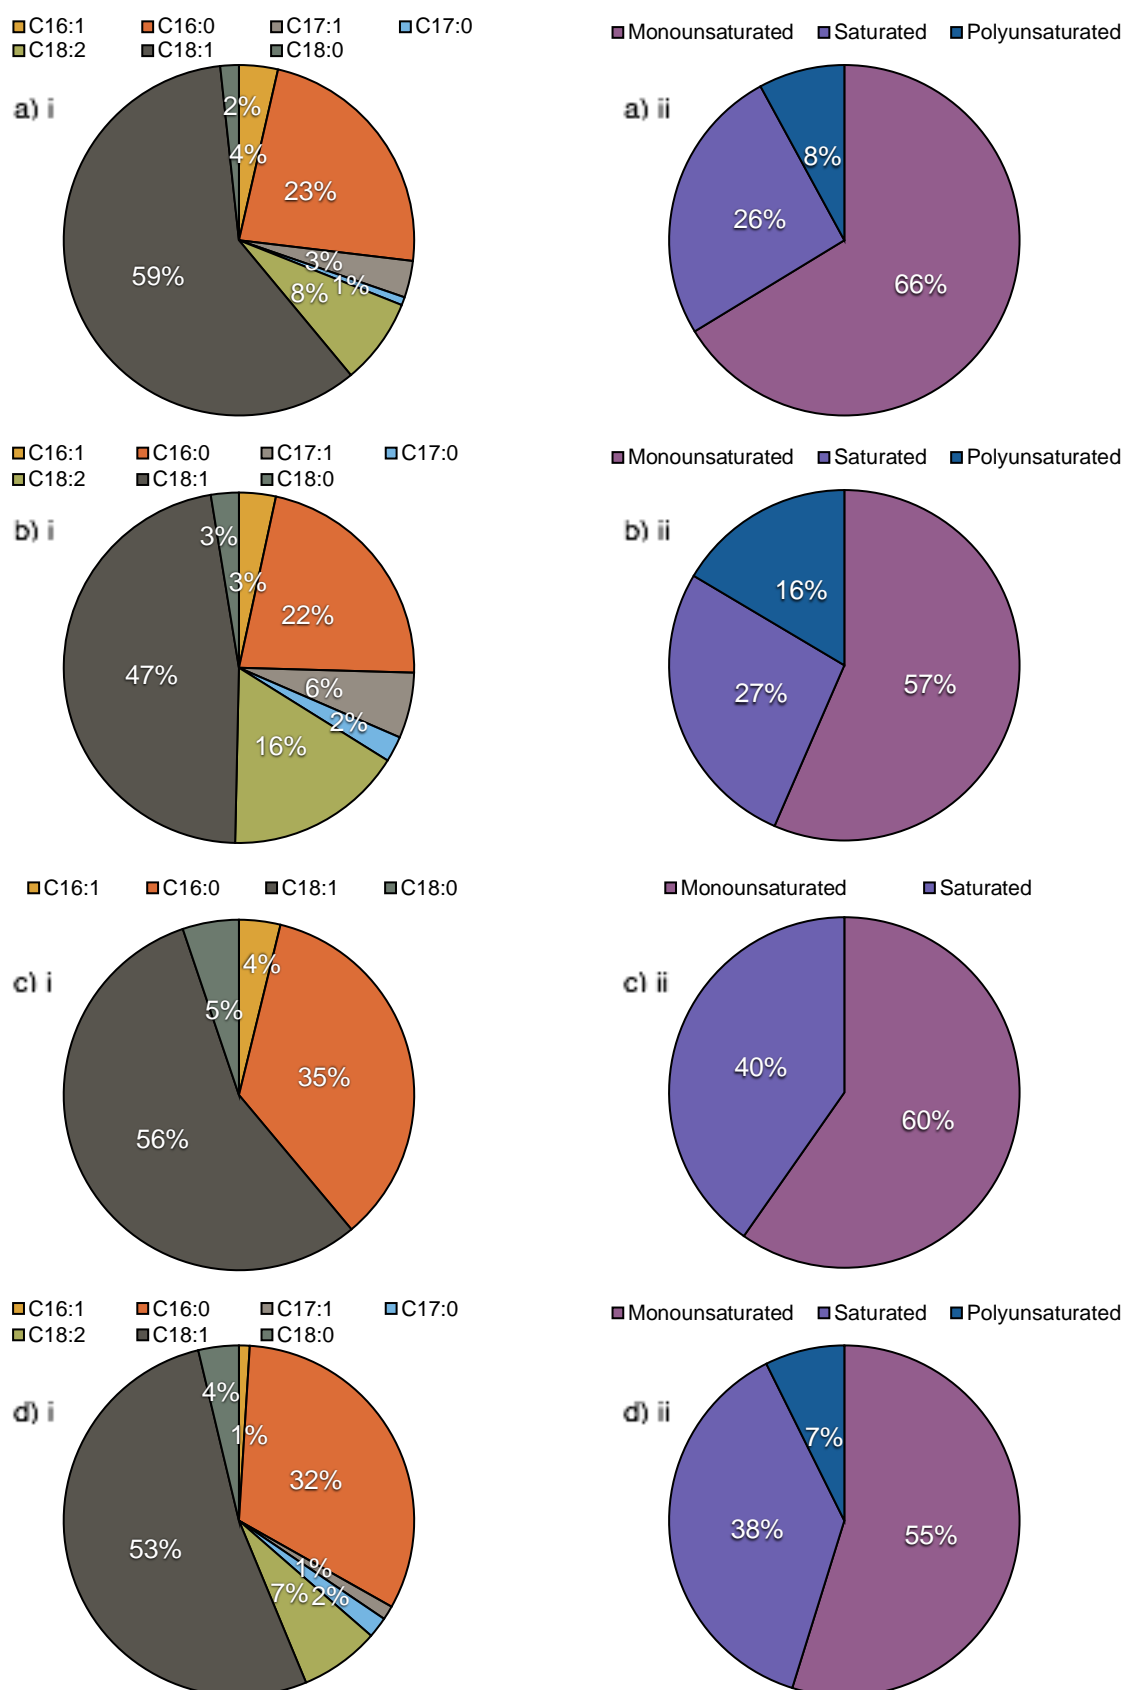 C16:1 C16:0 C17:1 C17:0
C18:2 C18:1 C18:0
a) i
2%
4%
23%
3%
1%
8%
59%
Monounsaturated Saturated Polyunsaturated
a) ii
8%
26%
66%
C16:1 C16:0 C17:1 C17:0
C18:2 C18:1 C18:0
b) i
3%
3%
22%
6%
2%
16%
47%
Monounsaturated Saturated Polyunsaturated
b) ii
16%
27%
57%
C16:1 C16:0 C18:1 C18:0
c) i
4%
5%
35%
56%
Monounsaturated Saturated
c) ii
40%
60%
C16:1 C16:0 C17:1 C17:0
C18:2 C18:1 C18:0
d) i
4%
1%
32%
1%
7% 2%
53%
Monounsaturated Saturated Polyunsaturated
d) ii
7%
38%
55%